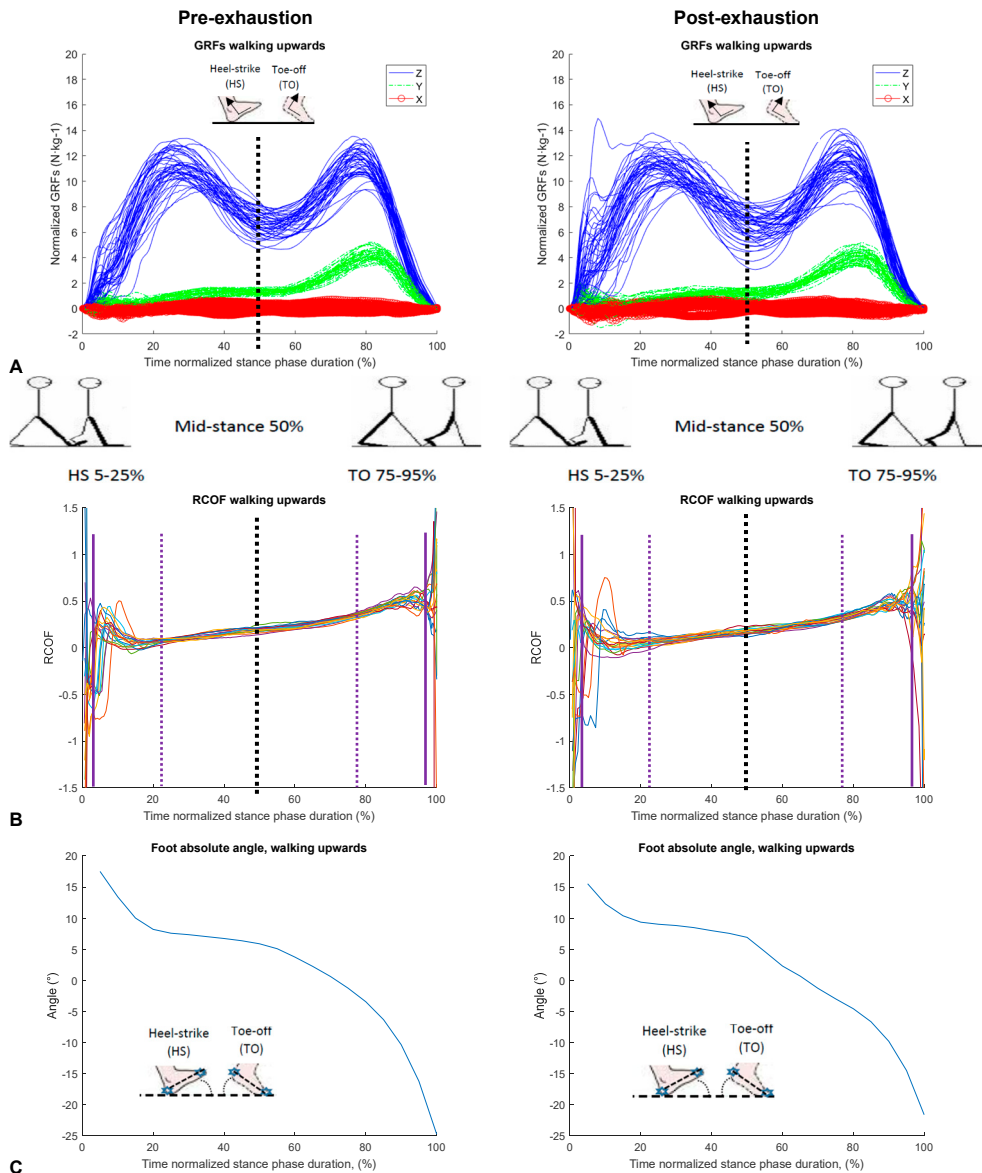 Pre-exhaustion
Post-exhaustion
GRFs walking upwards
20
18
16
14
12
10
8
6
4
2
0
-2
Normalized GRFs (N·kg-1)
Heel-strike
(HS)
Toe-off
(TO)
Z
Y
X
0
20
40
60
80
100
Time normalized stance phase duration (%)
GRFs walking upwards
20
18
16
14
12
10
8
6
4
2
0
-2
Normalized GRFs (N·kg-1)
Heel-strike
(HS)
Toe-off
(TO)
Z
Y
X
0
20
40
60
80
100
Time normalized stance phase duration (%)
A
Mid-stance 50%
HS 5-25%
TO 75-95%
Mid-stance 50%
HS 5-25%
TO 75-95%
RCOF walking upwards
1.5
1
0.5
0
-0.5
-1
-1.5
RCOF
0
20
40
60
80
100
Time normalized stance phase duration (%)
RCOF walking upwards
1.5
1
0.5
0
-0.5
-1
-1.5
RCOF
0
20
40
60
80
100
Time normalized stance phase duration (%)
B
Foot absolute angle, walking upwards
20
15
10
5
0
-5
-10
-15
-20
-25
Angle (°)
Heel-strike
(HS)
Toe-off
(TO)
0
20
40
60
80
100
Time normalized stance phase duration, (%)
Foot absolute angle, walking upwards
20
15
10
5
0
-5
-10
-15
-20
-25
Angle (°)
Heel-strike
(HS)
Toe-off
(TO)
0
20
40
60
80
100
Time normalized stance phase duration, (%)
C